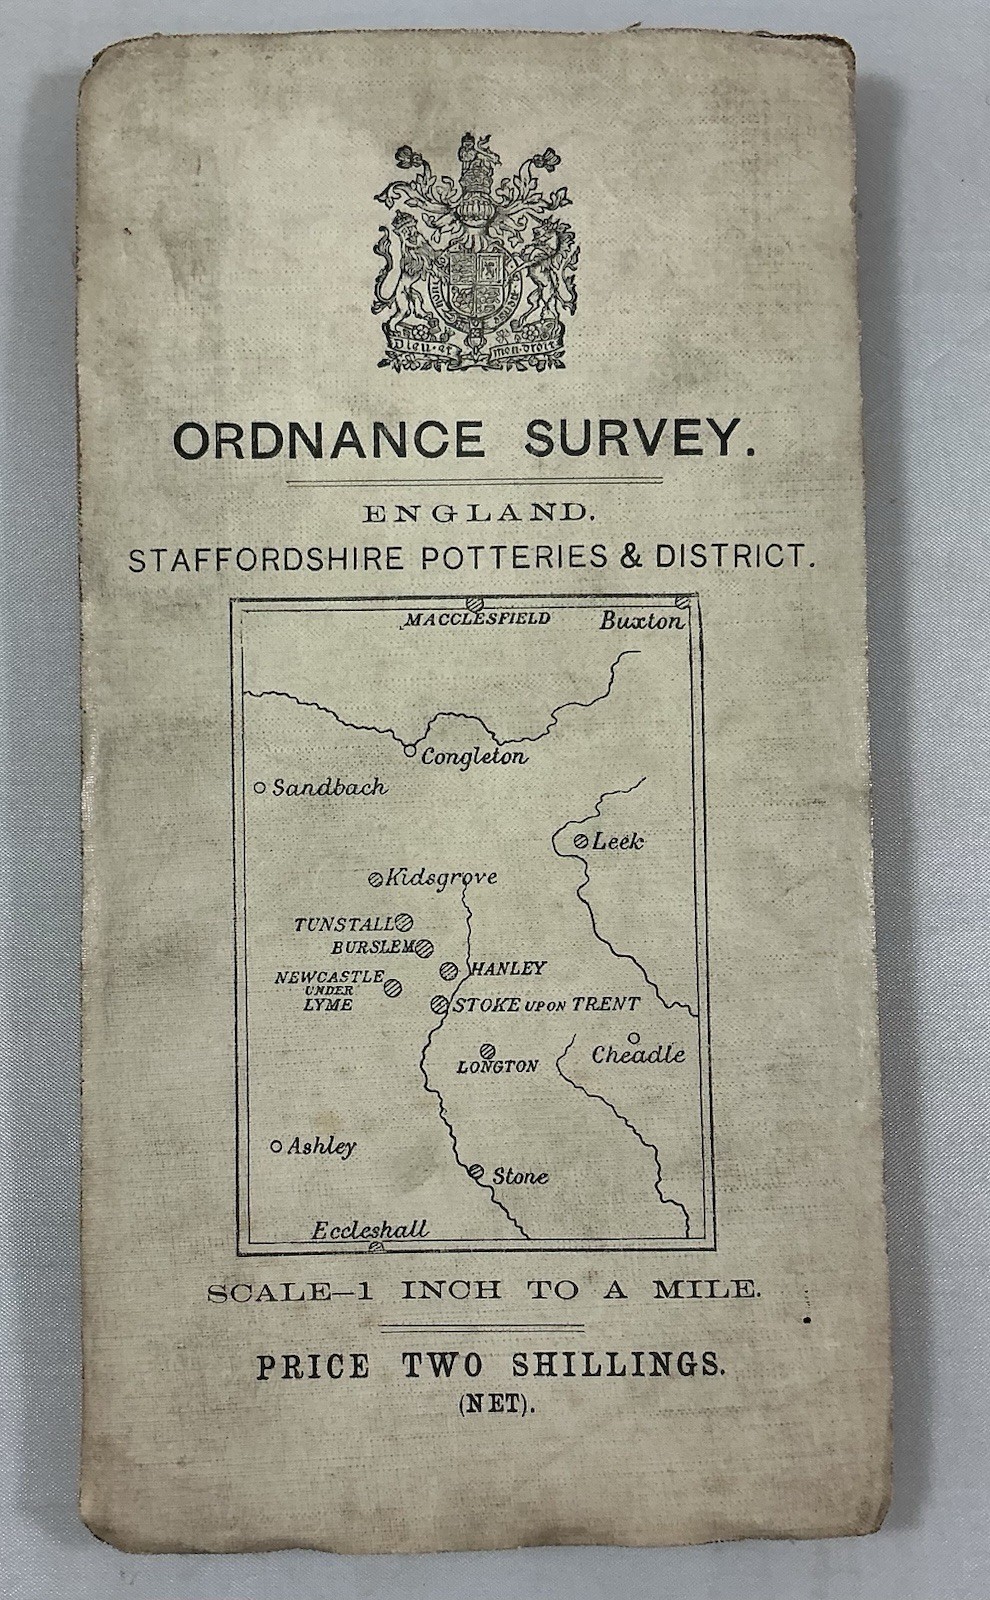 Dieu et mon droit
ORDNANCE SURVEY.
ENGLAND.
STAFFORDSHIRE POTTERIES & DISTRICT.
MACCLESFIELD
Buxton
Congleton
Sandbach
Leek
Kidsgrove
TUNSTALL
BURSLEM
HANLEY
NEWCASTLE
UNDER
LYME
STOKE UPON TRENT
Cheadle
LONGTON
Ashley
Stone
Eccleshall
SCALE–1 INCH TO A MILE.
PRICE TWO SHILLINGS.
(NET).